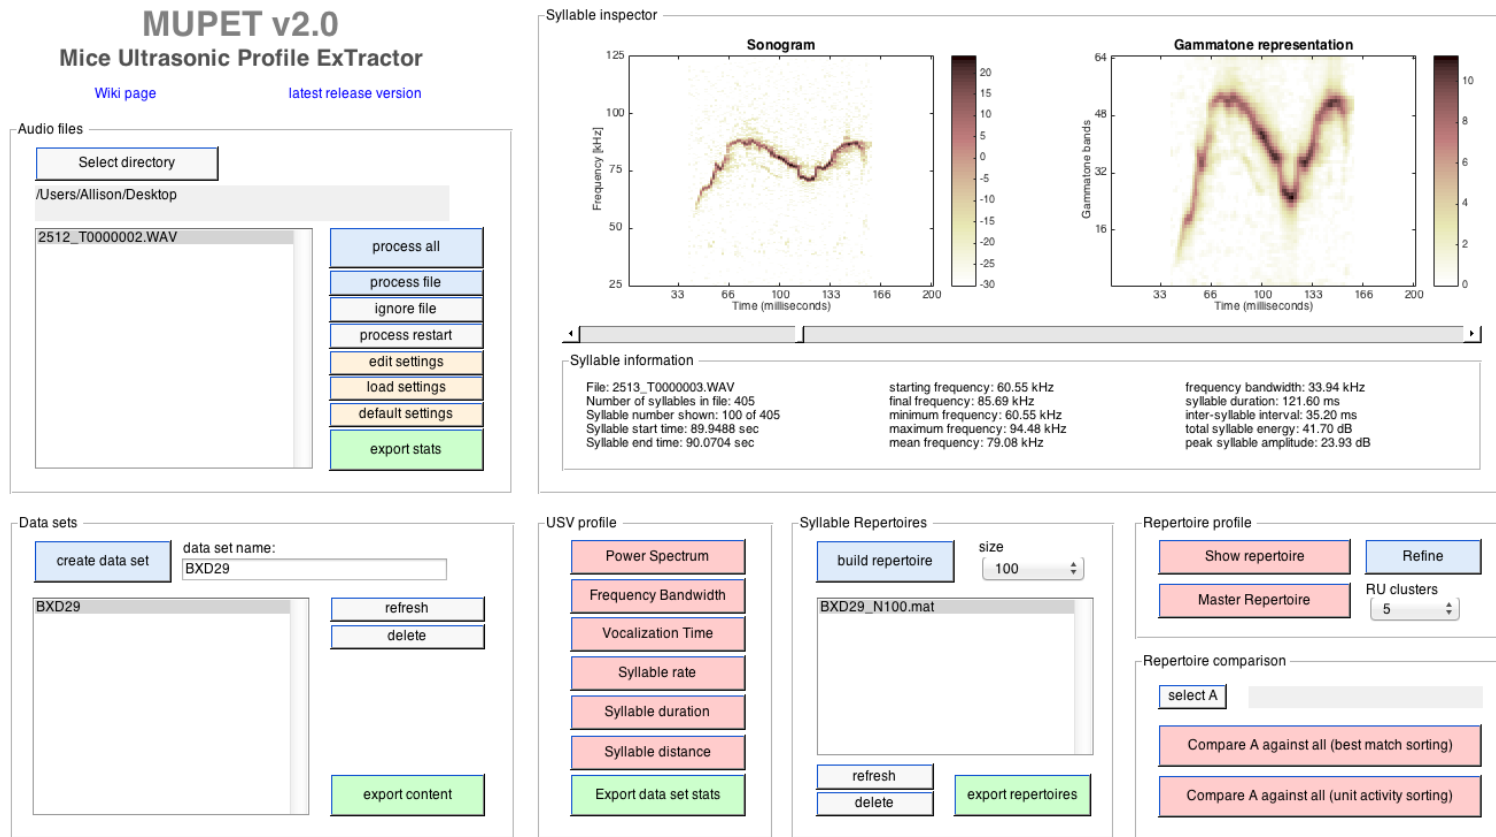 MUPET v2.0
Mice Ultrasonic Profile ExTractor
Wiki page
latest release version
Audio files
Select directory
/Users/Allison/Desktop
2512_T0000002.WAV
process all
process file
ignore file
process restart
edit settings
load settings
default settings
export stats
Syllable inspector
Sonogram
125
100
75
50
25
Frequency [kHz]
33 66 100 133 166 200
Time (milliseconds)
20
15
10
5
0
-5
-10
-15
-20
-25
-30
Gammatone representation
64
48
32
16
Gammatone bands
33 66 100 133 166 200
Time (milliseconds)
10
8
6
4
2
0
Syllable information
File: 2513_T0000003.WAV
Number of syllables in file: 405
Syllable number shown: 100 of 405
Syllable start time: 89.9488 sec
Syllable end time: 90.0704 sec
starting frequency: 60.55 kHz
final frequency: 85.69 kHz
minimum frequency: 60.55 kHz
maximum frequency: 94.48 kHz
mean frequency: 79.08 kHz
frequency bandwidth: 33.94 kHz
syllable duration: 121.60 ms
inter-syllable interval: 35.20 ms
total syllable energy: 41.70 dB
peak syllable amplitude: 23.93 dB
Data sets
create data set
data set name:
BXD29
BXD29
refresh
delete
export content
USV profile
Power Spectrum
Frequency Bandwidth
Vocalization Time
Syllable rate
Syllable duration
Syllable distance
Export data set stats
Syllable Repertoires
build repertoire
size
100
BXD29_N100.mat
refresh
delete
export repertoires
Repertoire profile
Show repertoire
Refine
Master Repertoire
RU clusters
5
Repertoire comparison
select A
Compare A against all (best match sorting)
Compare A against all (unit activity sorting)